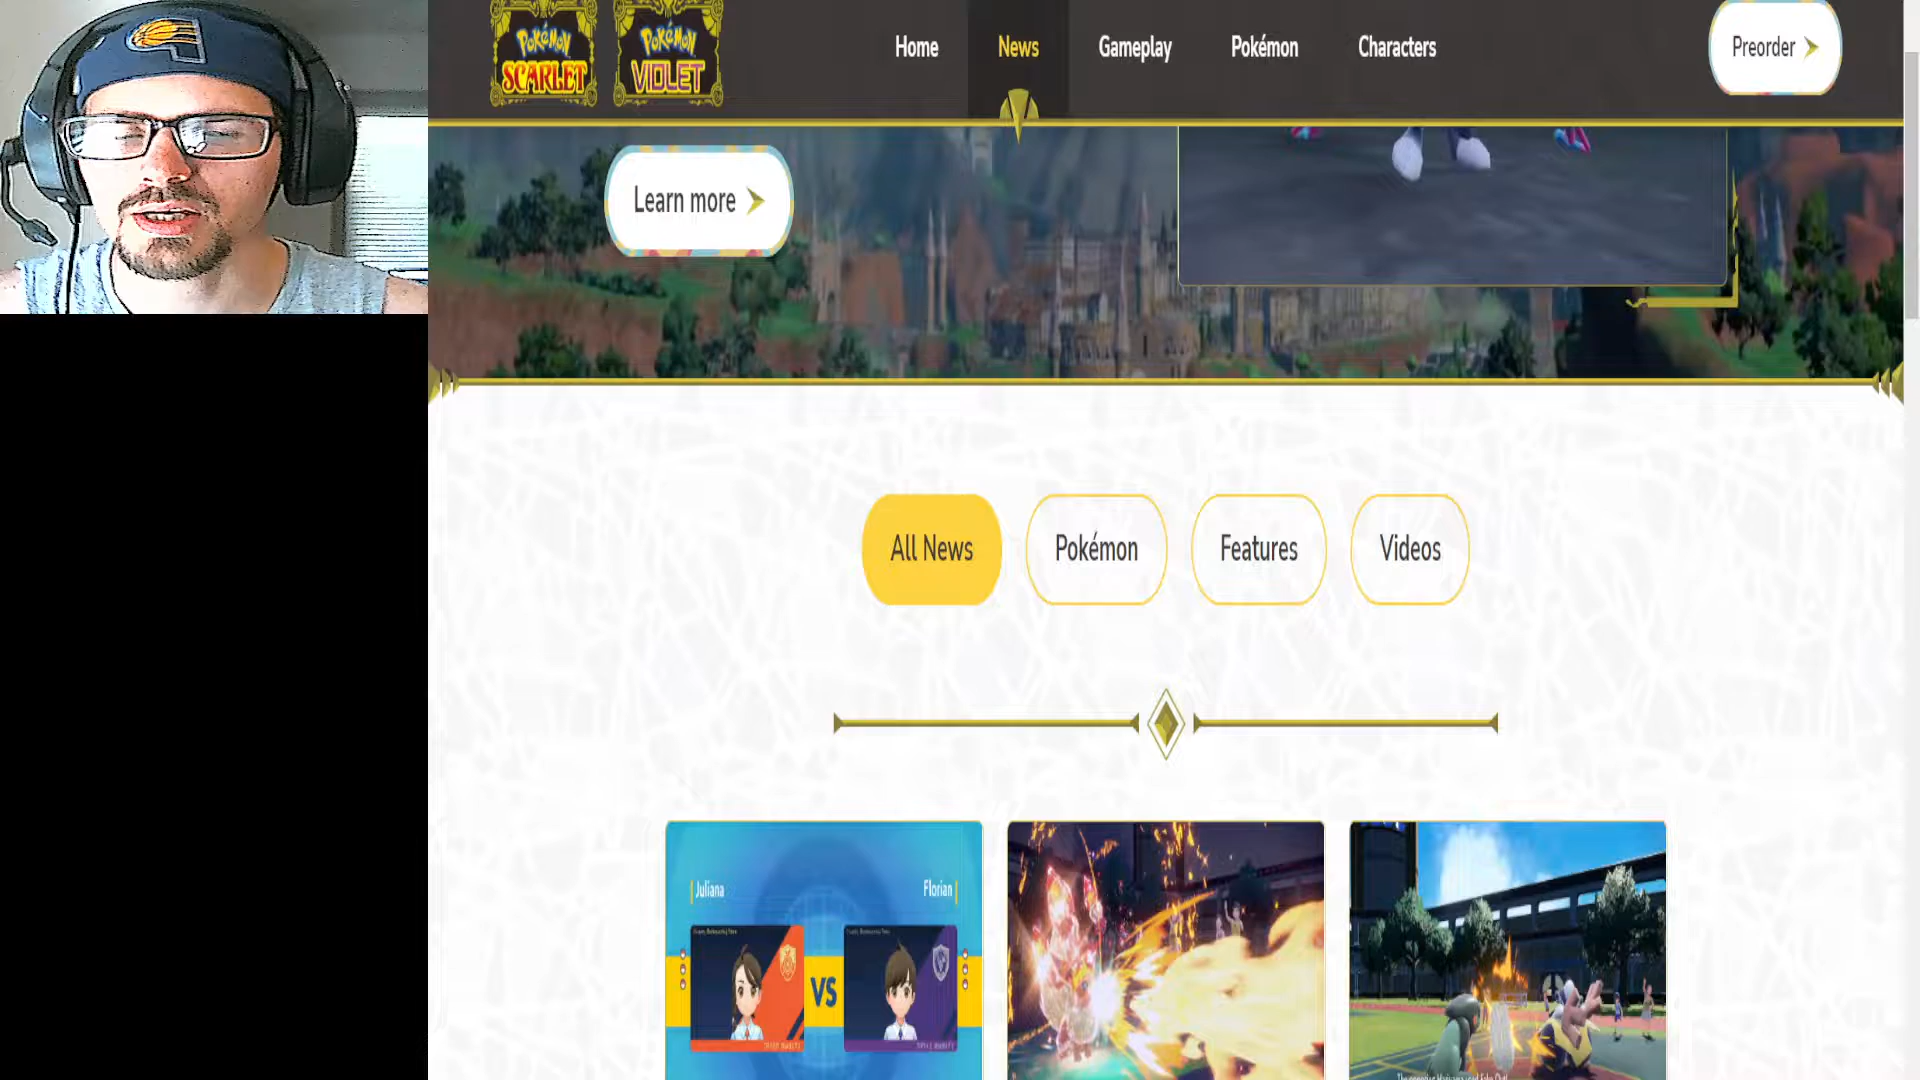 POKéMON
SCARLET
POKéMON
VIOLET
Home
News
Gameplay
Pokémon
Characters
Preorder
Learn more
All News
Pokémon
Features
Videos
Juliana
Florian
VS